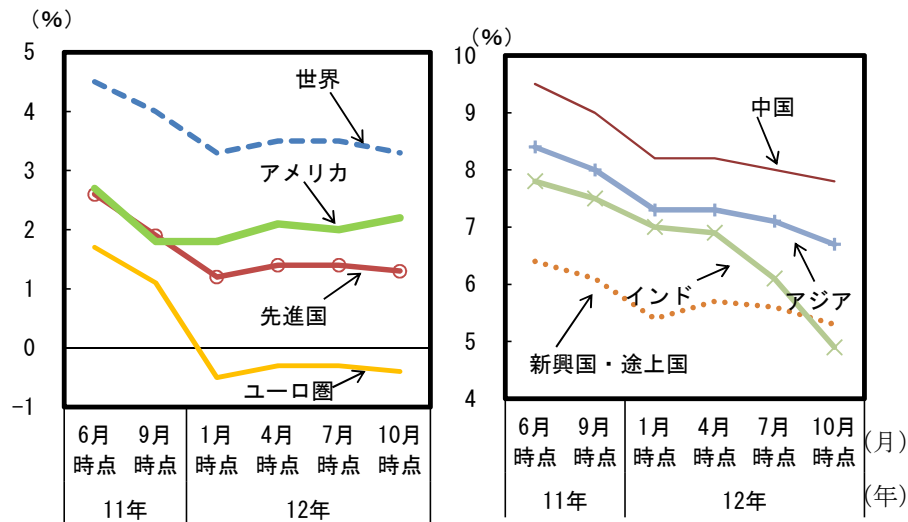 (%)
5
4
3
2
1
0
-1
世界
アメリカ
先進国
ユーロ圏
6月
時点
9月
時点
1月
時点
4月
時点
7月
時点
10月
時点
11年
12年
(%)
10
9
8
7
6
5
4
中国
インド
アジア
新興国・途上国
6月
時点
9月
時点
1月
時点
4月
時点
7月
時点
10月
時点
(月)
11年
12年
(年)